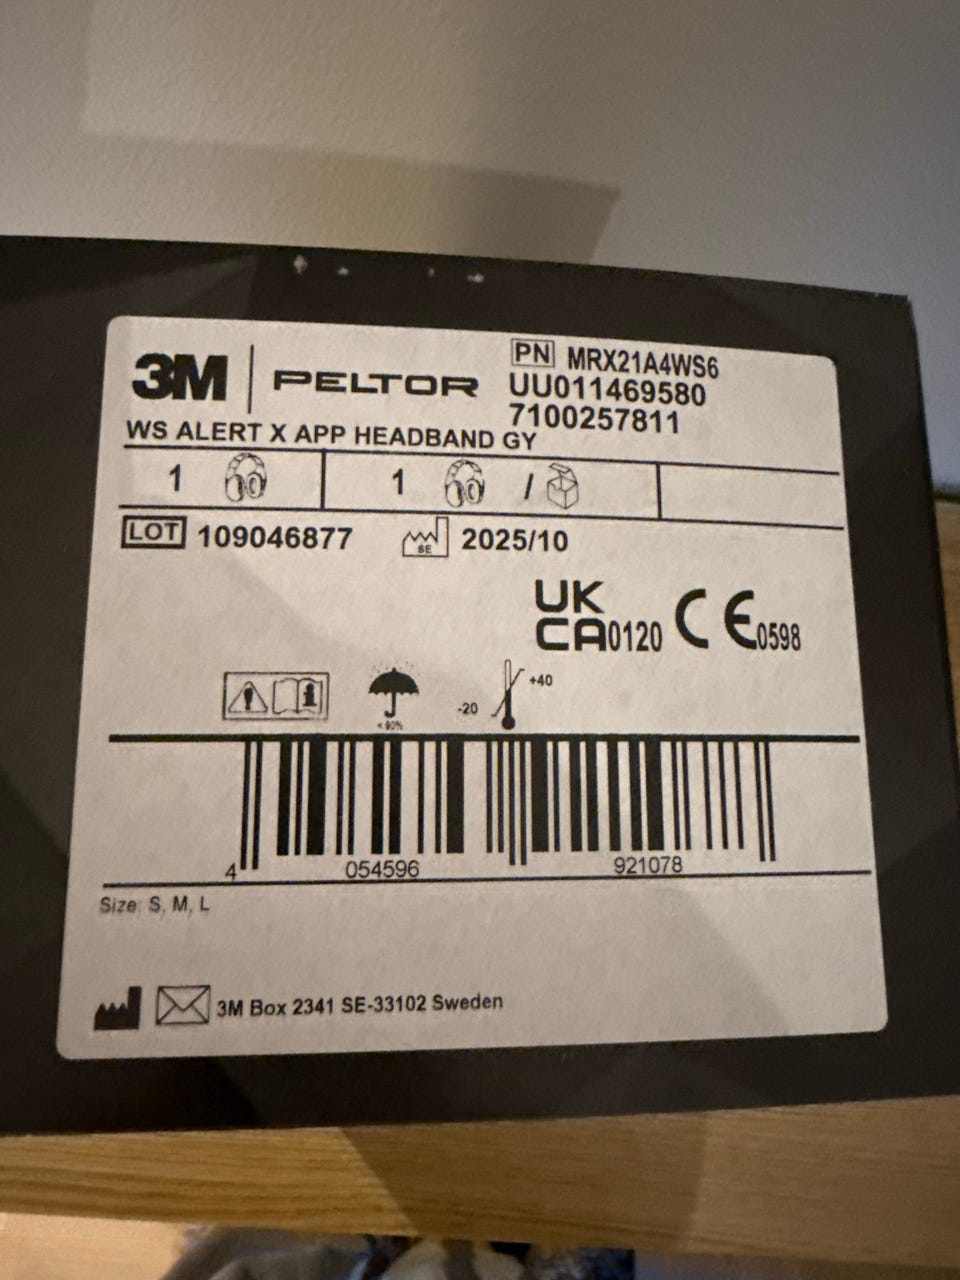 3M PELTOR
PN MRX21A4WS6
UU011469580
7100257811
WS ALERT X APP HEADBAND GY
1 1 /
LOT 109046877 SE 2025/10
UK
CA0120 CE0598
< 90% -20 +40
4 054596 921078
Size: S, M, L
3M Box 2341 SE-33102 Sweden